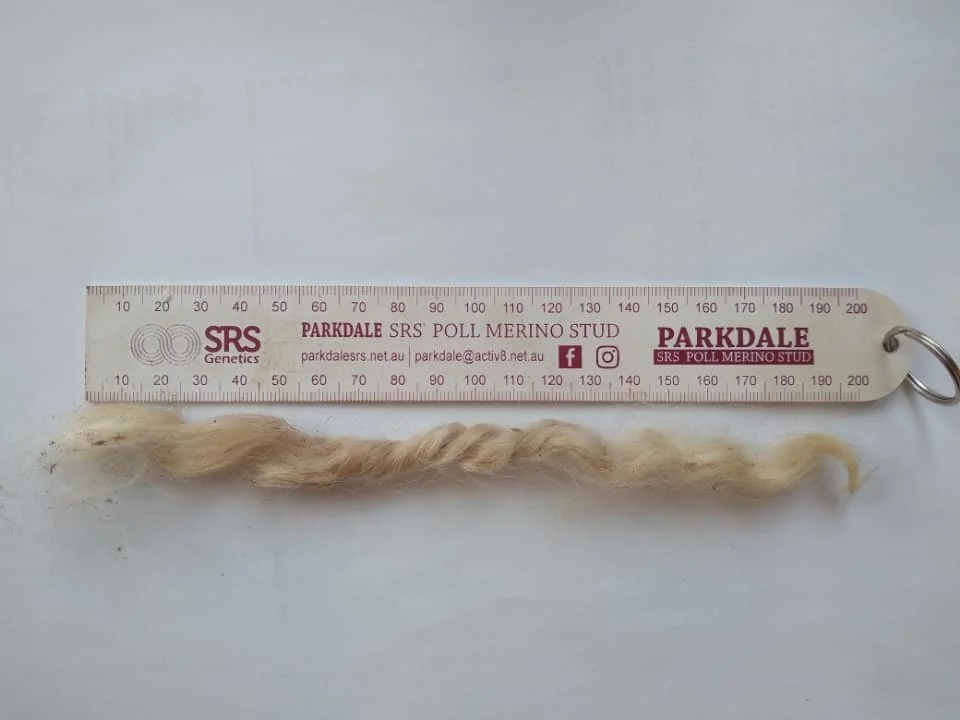 10 20 30 40 50 60 70 80 90 100 110 120 130 140 150 160 170 180 190 200
SRS
Genetics
PARKDALE SRS® POLL MERINO STUD
parkdalesrs.net.au | parkdale@activ8.net.au
PARKDALE
SRS POLL MERINO STUD
10 20 30 40 50 60 70 80 90 100 110 120 130 140 150 160 170 180 190 200